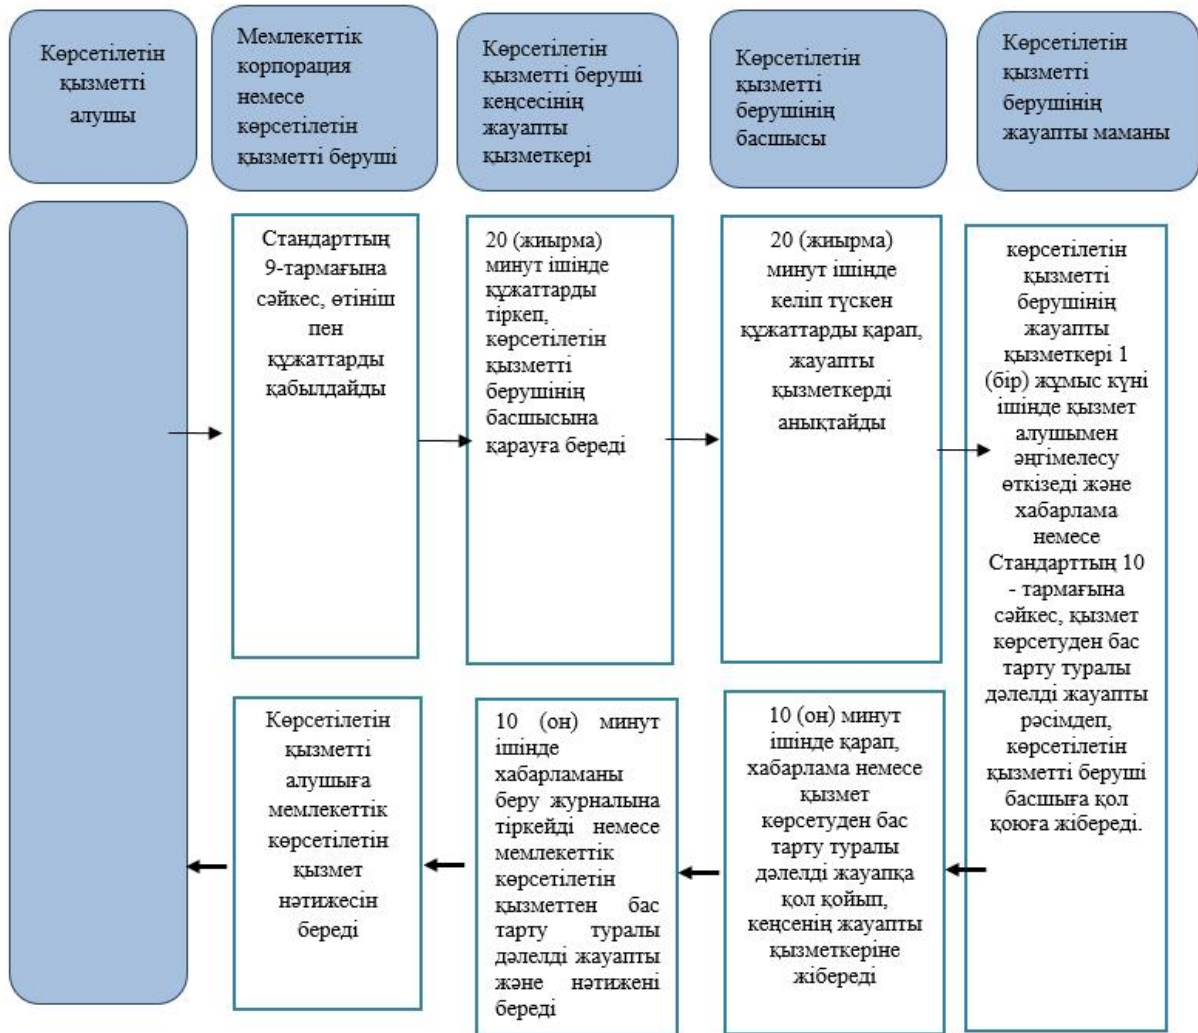 Көрсетілетін
қызметті
алушы
Мемлекеттік
корпорация
немесе
көрсетілетін
қызметті беруші
Көрсетілетін
қызметті беруші
кеңсесінің
жауапты
қызметкері
Көрсетілетін
қызметті
берушінің
басшысы
Көрсетілетін
қызметті
берушінің
жауапты маманы
Стандарттың
9-тармағына
сәйкес, өтініш
пен
құжаттарды
қабылдайды
20 (жиырма)
минут ішінде
құжаттарды
тіркеп,
көрсетілетін
қызметті
берушінің
басшысына
қарауға береді
20 (жиырма)
минут ішінде
келіп түскен
құжаттарды қарап,
жауапты
қызметкерді
анықтайды
көрсетілетін
қызметті
берушінің
жауапты
қызметкері 1
(бір) жұмыс күні
ішінде қызмет
алушымен
әңгімелесу
өткізеді және
хабарлама
немесе
Стандарттың 10
- тармағына
сәйкес, қызмет
көрсетуден бас
тарту туралы
дәлелді жауапты
рәсімдеп,
көрсетілетін
қызметті беруші
басшыға қол
қоюға жібереді.
Көрсетілетін
қызметті
алушыға
мемлекеттік
көрсетілетін
қызмет
нәтижесін
береді
10 (он) минут
ішінде
хабарламаны
беру журналына
тіркейді немесе
мемлекеттік
көрсетілетін
қызметтен бас
тарту туралы
дәлелді жауапты
және нәтижені
береді
10 (он) минут
ішінде қарап,
хабарлама немесе
қызмет
көрсетуден бас
тарту туралы
дәлелді жауапқа
қол қойып,
кеңсенің жауапты
қызметкеріне
жібереді